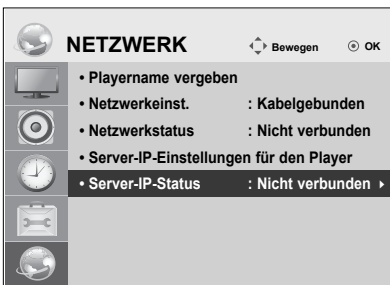 NETZWERK Bewegen OK
• Playername vergeben
• Netzwerkeinst. : Kabelgebunden
• Netzwerkstatus : Nicht verbunden
• Server-IP-Einstellungen für den Player
• Server-IP-Status : Nicht verbunden